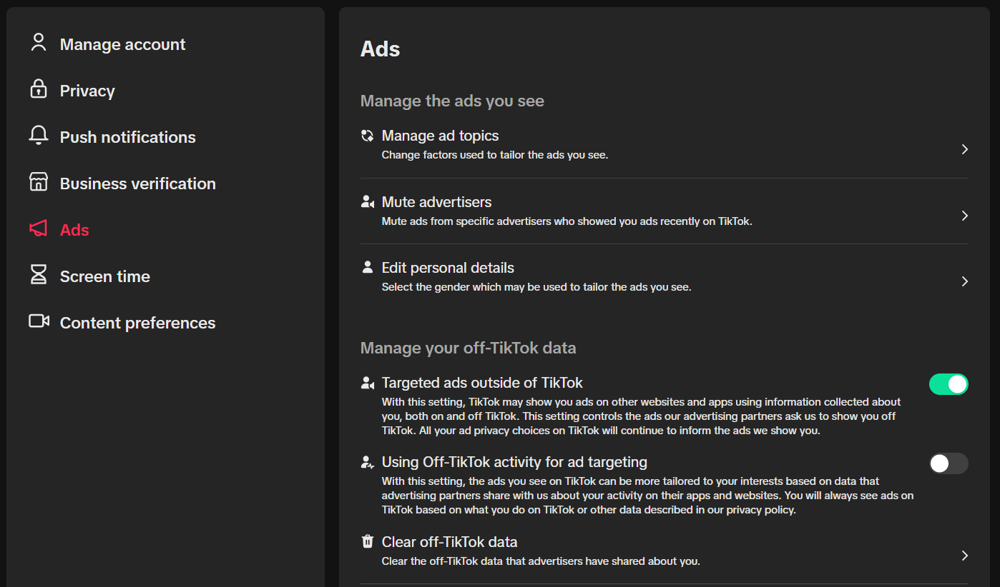 Manage account
Privacy
Push notifications
Business verification
Ads
Screen time
Content preferences
Ads
Manage the ads you see
Manage ad topics
Change factors used to tailor the ads you see.
Mute advertisers
Mute ads from specific advertisers who showed you ads recently on TikTok.
Edit personal details
Select the gender which may be used to tailor the ads you see.
Manage your off-TikTok data
Targeted ads outside of TikTok
With this setting, TikTok may show you ads on other websites and apps using information collected about
you, both on and off TikTok. This setting controls the ads our advertising partners ask us to show you off
TikTok. All your ad privacy choices on TikTok will continue to inform the ads we show you.
Using Off-TikTok activity for ad targeting
With this setting, the ads you see on TikTok can be more tailored to your interests based on data that
advertising partners share with us about your activity on their apps and websites. You will always see ads on
TikTok based on what you do on TikTok or other data described in our privacy policy.
Clear off-TikTok data
Clear the off-TikTok data that advertisers have shared about you.